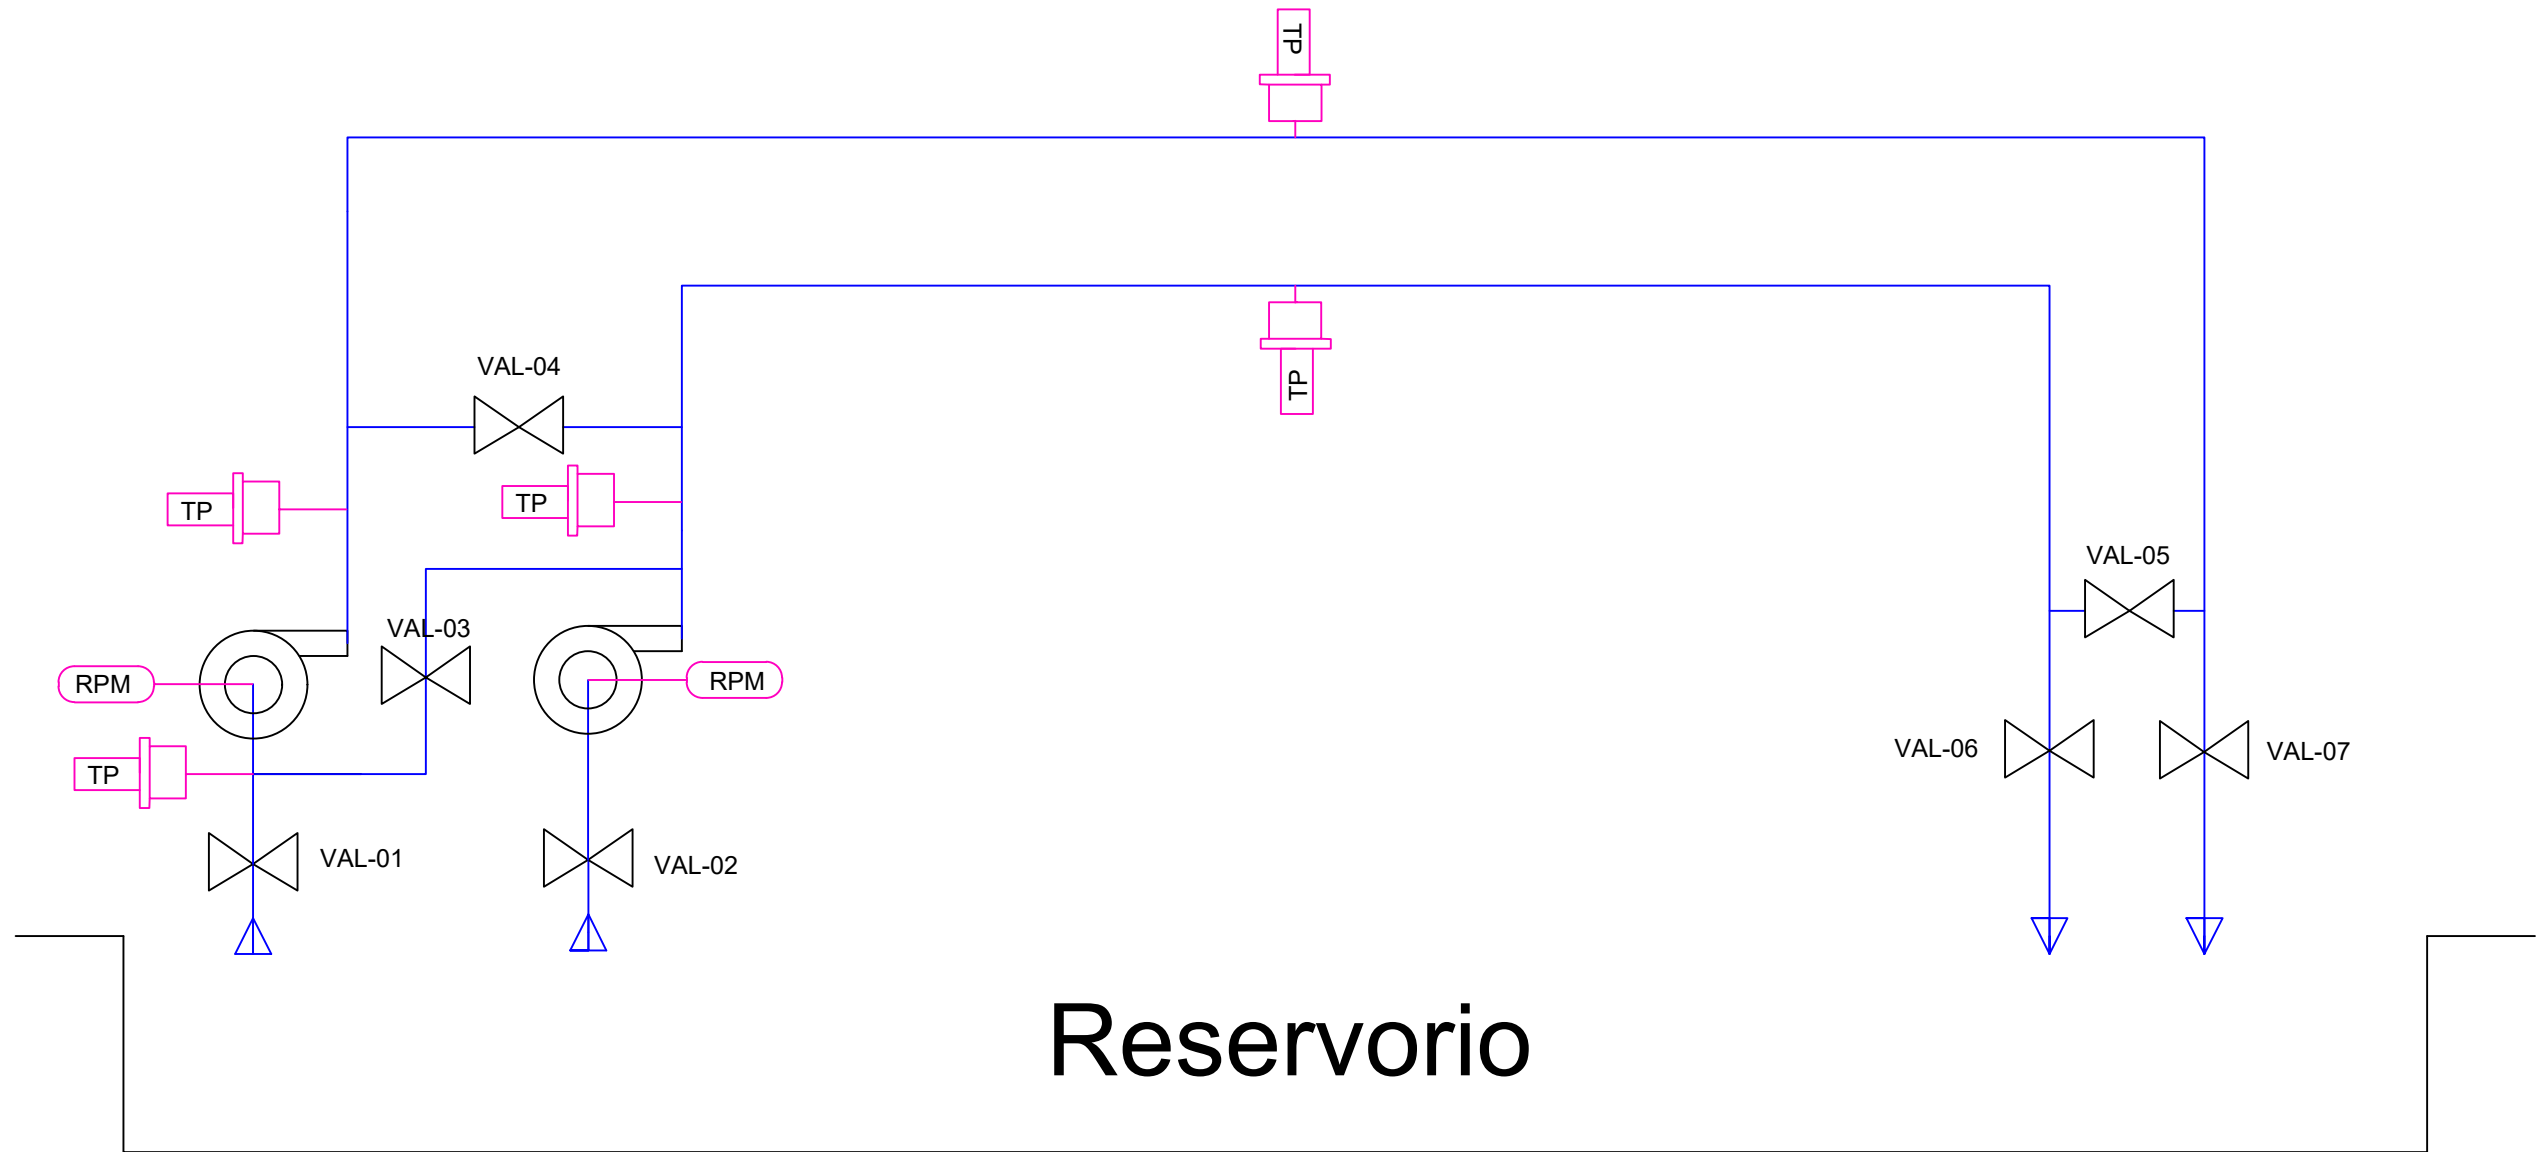 TP
TP
VAL-04
TP
TP
VAL-05
VAL-03
RPM
RPM
VAL-06
VAL-07
TP
VAL-01
VAL-02
Reservorio